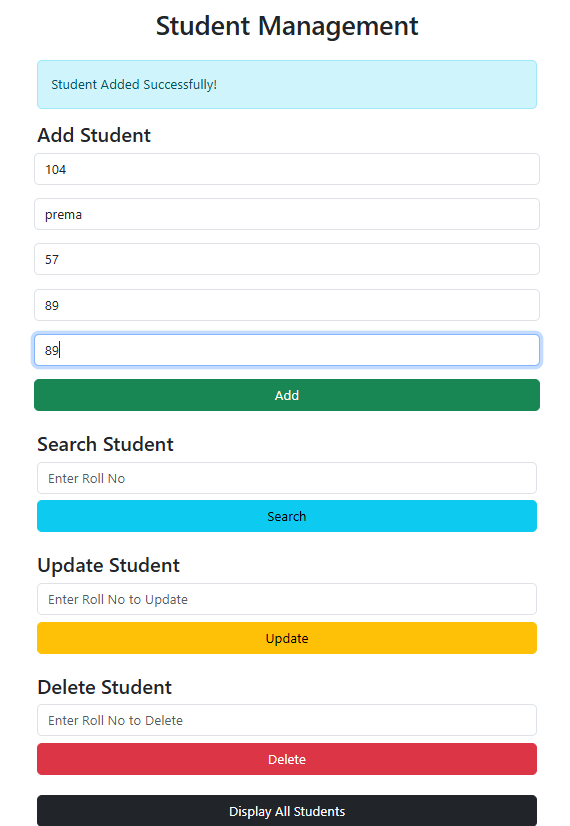 Student Management
Student Added Successfully!
Add Student
104
prema
57
89
89
Add
Search Student
Enter Roll No
Search
Update Student
Enter Roll No to Update
Update
Delete Student
Enter Roll No to Delete
Delete
Display All Students